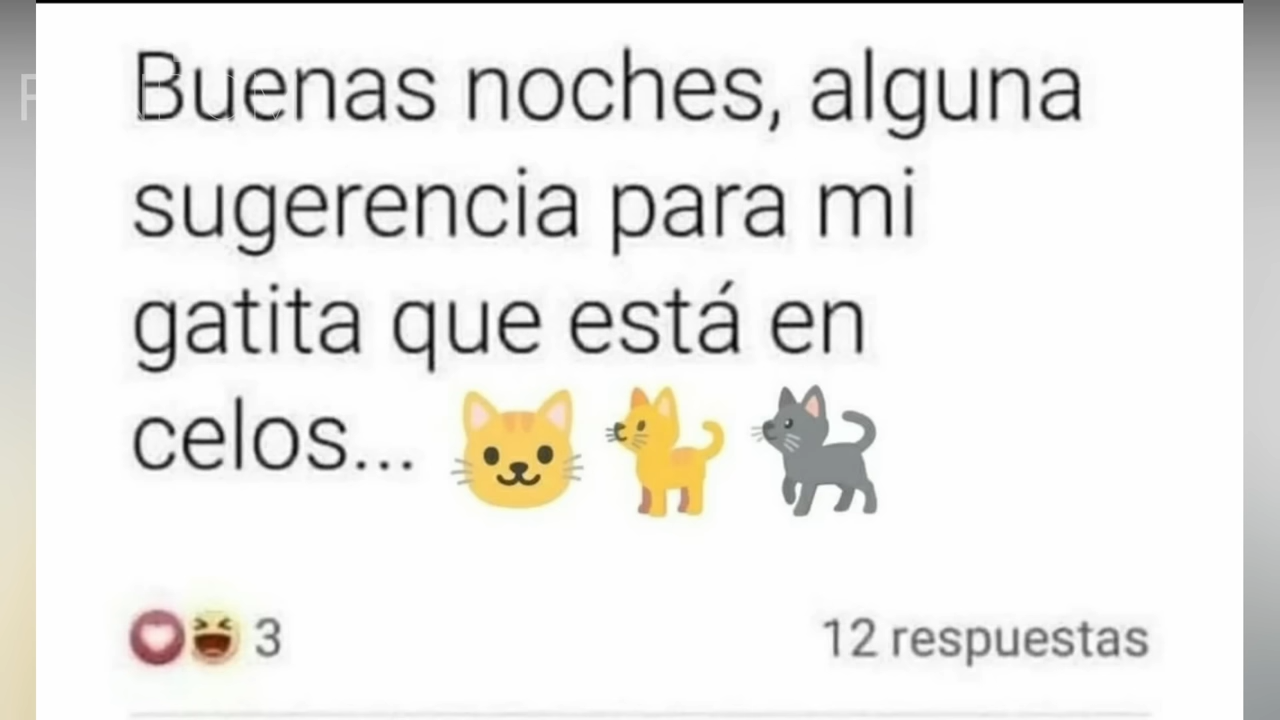 Buenas noches, alguna
sugerencia para mi
gatita que está en
celos... 🐱 🐈 🐈‍⬛
3
12 respuestas